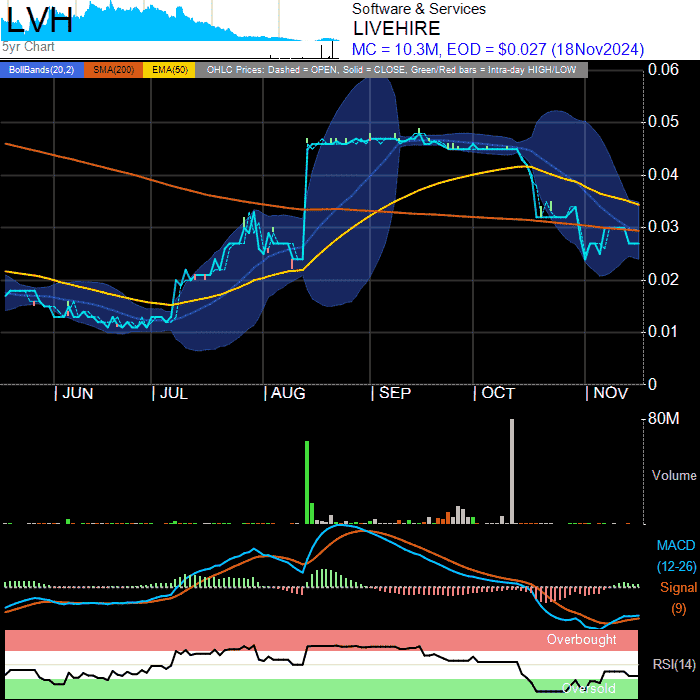 LVH
Software & Services
LIVEHIRE
5yr Chart
MC = 10.3M, EOD = $0.027 (18Nov2024)
BollBands(20,2) SMA(200) EMA(50) OHLC Prices: Dashed = OPEN, Solid = CLOSE, Green/Red bars = Intra-day HIGH/LOW
0.06
0.05
0.04
0.03
0.02
0.01
0
JUN JUL AUG SEP OCT NOV
80M
Volume
MACD
(12-26)
Signal
(9)
Overbought
RSI(14)
Oversold